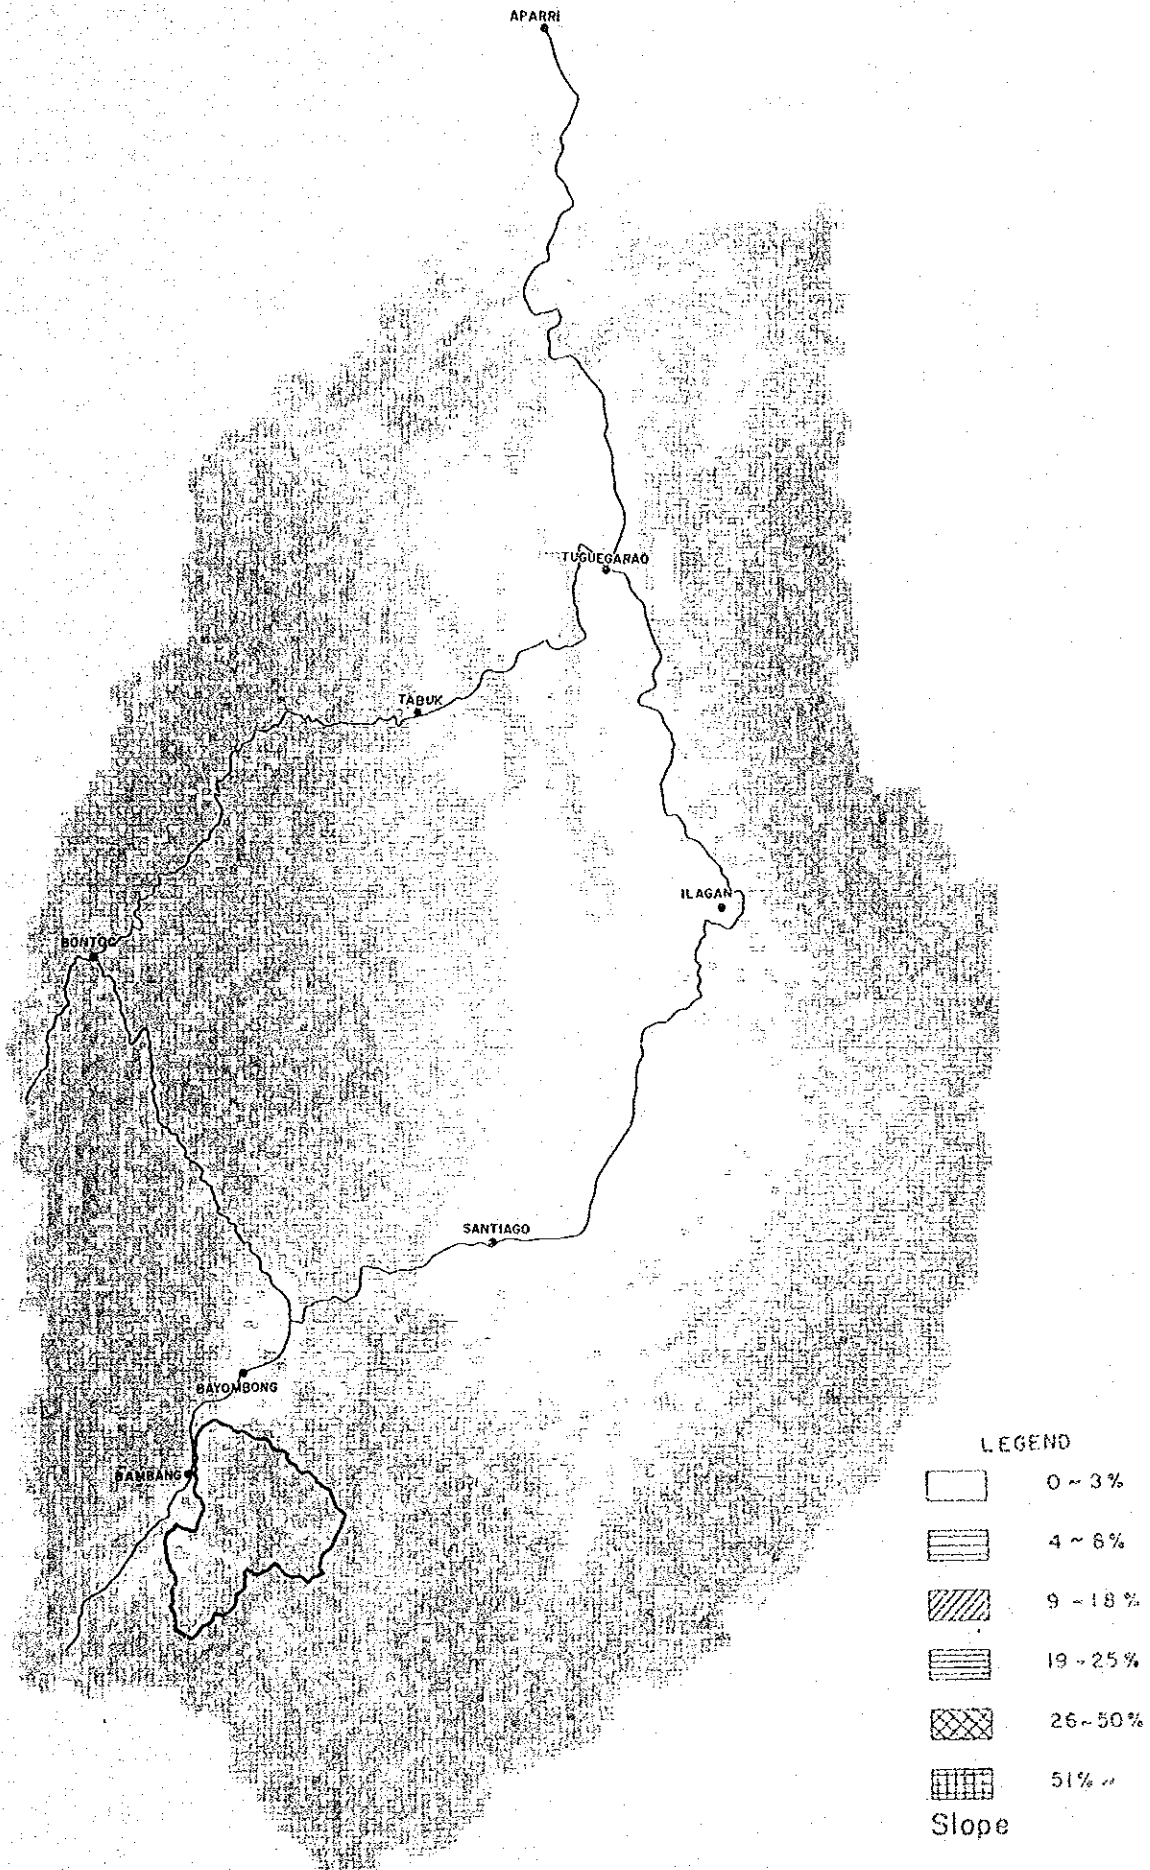 APARRI
TUGUEGARAO
TABUK
ILAGAN
BONTOC
SANTIAGO
BAYOMBONG
BAMBANG
LEGEND
0 ~ 3 %
4 ~ 8 %
9 ~ 18 %
19 ~ 25 %
26 ~ 50 %
51% 〃
Slope